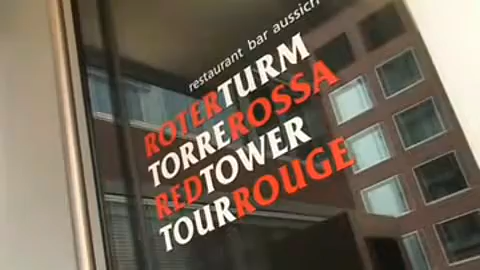 restaurant bar aussich
ROTERTURM
TORREROSSA
REDTOWER
TOURROUGE